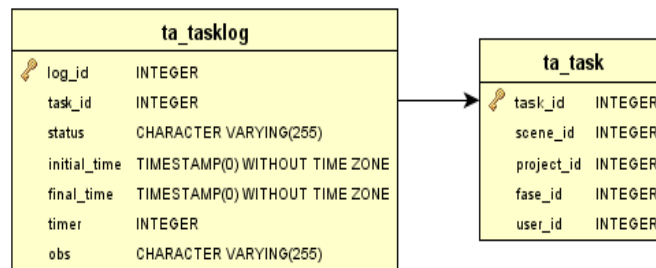 ta_tasklog
log_id INTEGER
task_id INTEGER
status CHARACTER VARYING(255)
initial_time TIMESTAMP(0) WITHOUT TIME ZONE
final_time TIMESTAMP(0) WITHOUT TIME ZONE
timer INTEGER
obs CHARACTER VARYING(255)
ta_task
task_id INTEGER
scene_id INTEGER
project_id INTEGER
fase_id INTEGER
user_id INTEGER